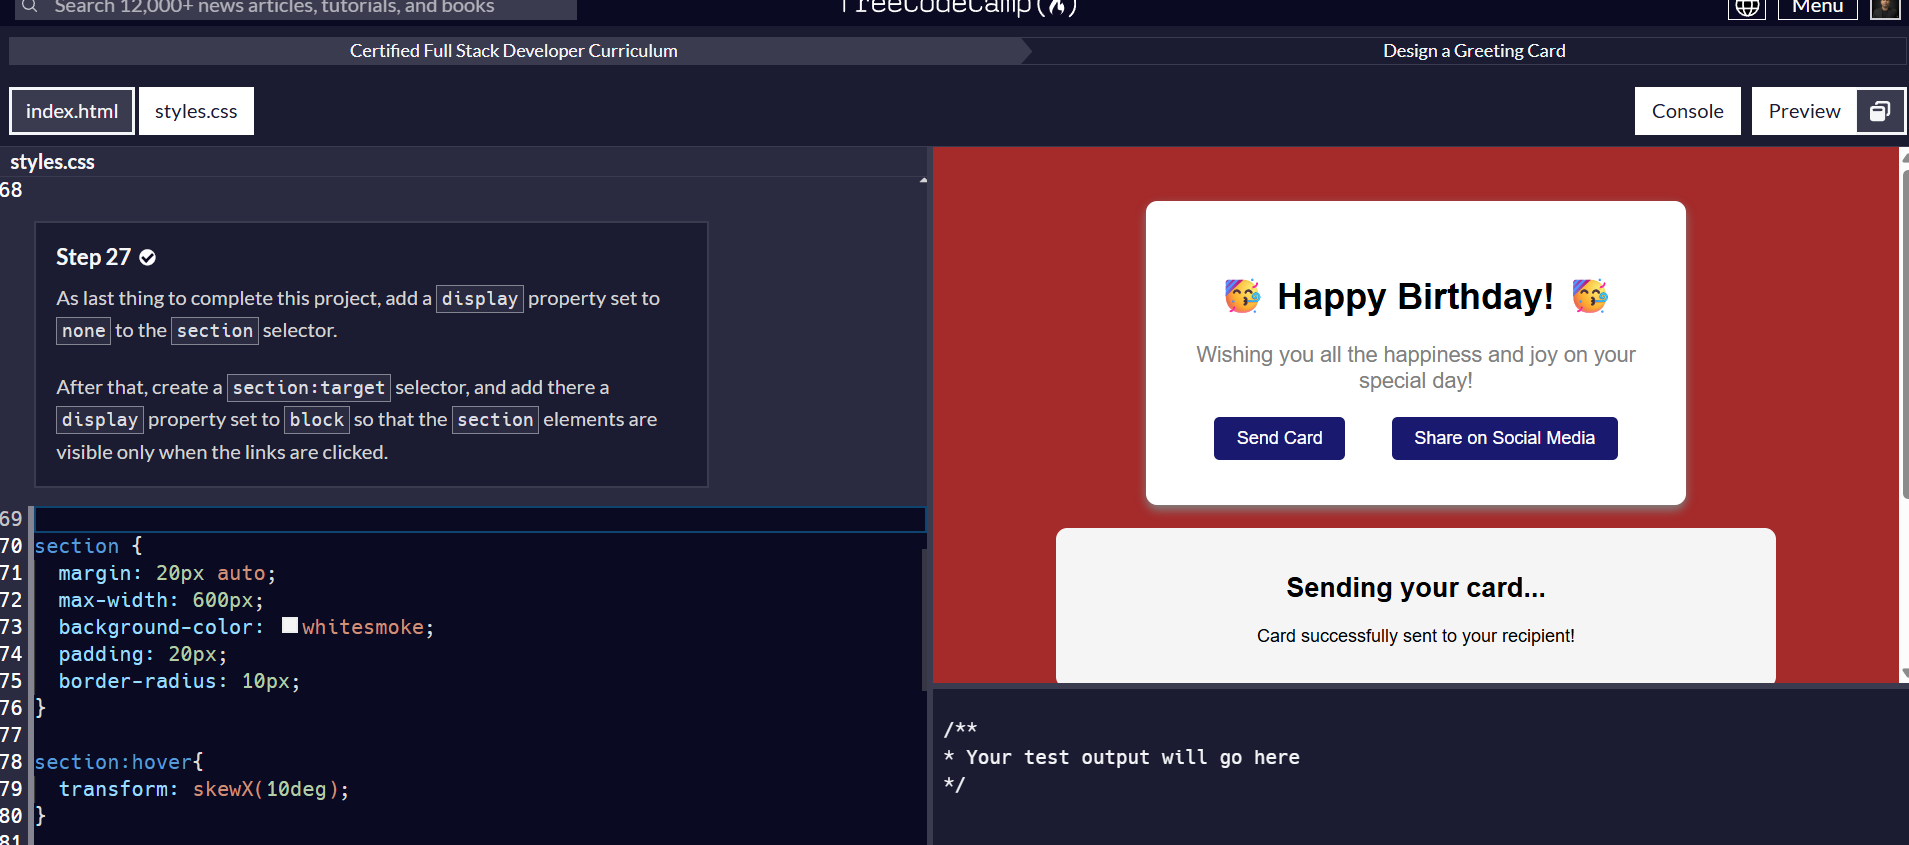 Search 12,000+ news articles, tutorials, and books
freeCodeCamp
Menu
Certified Full Stack Developer Curriculum
Design a Greeting Card
index.html
styles.css
Console
Preview
styles.css
68
Step 27
As last thing to complete this project, add a display property set to
none to the section selector.
After that, create a section:target selector, and add there a
display property set to block so that the section elements are
visible only when the links are clicked.
69
70 section {
71 margin: 20px auto;
72 max-width: 600px;
73 background-color: whitesmoke;
74 padding: 20px;
75 border-radius: 10px;
76 }
77
78 section:hover{
79 transform: skewX(10deg);
80 }
81
🥳 Happy Birthday! 🥳
Wishing you all the happiness and joy on your
special day!
Send Card
Share on Social Media
Sending your card...
Card successfully sent to your recipient!
/**
* Your test output will go here
*/